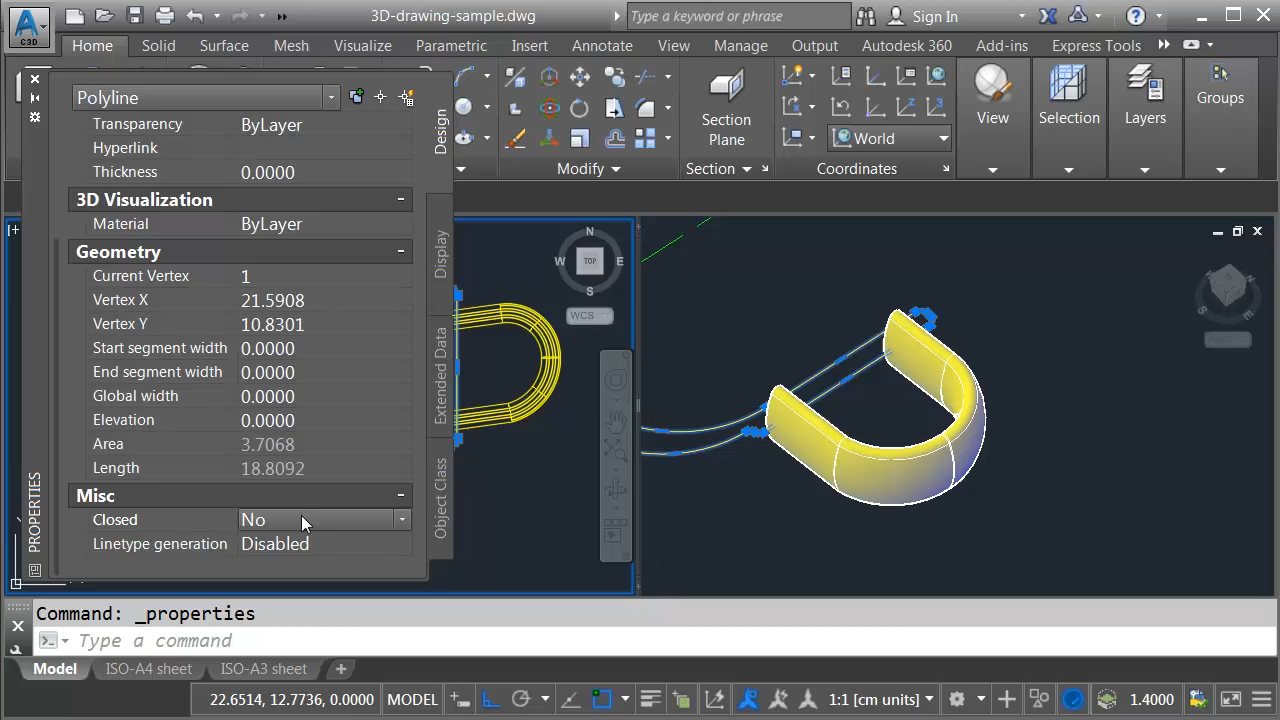 3D-drawing-sample.dwg
Type a keyword or phrase
Sign In
C3D
Home Solid Surface Mesh Visualize Parametric Insert Annotate View Manage Output Autodesk 360 Add-ins Express Tools
Polyline
Transparency ByLayer
Hyperlink
Thickness 0.0000
3D Visualization
Material ByLayer
Geometry
Current Vertex 1
Vertex X 21.5908
Vertex Y 10.8301
Start segment width 0.0000
End segment width 0.0000
Global width 0.0000
Elevation 0.0000
Area 3.7068
Length 18.8092
Misc
Closed No
Linetype generation Disabled
PROPERTIES
Design
Display
Extended Data
Object Class
Modify
Section Plane
Section
World
Coordinates
View
Selection
Layers
Groups
[+
N
W TOP E
S
WCS
Command: _properties
Type a command
Model ISO-A4 sheet ISO-A3 sheet
22.6514, 12.7736, 0.0000 MODEL 1:1 [cm units] 1.4000